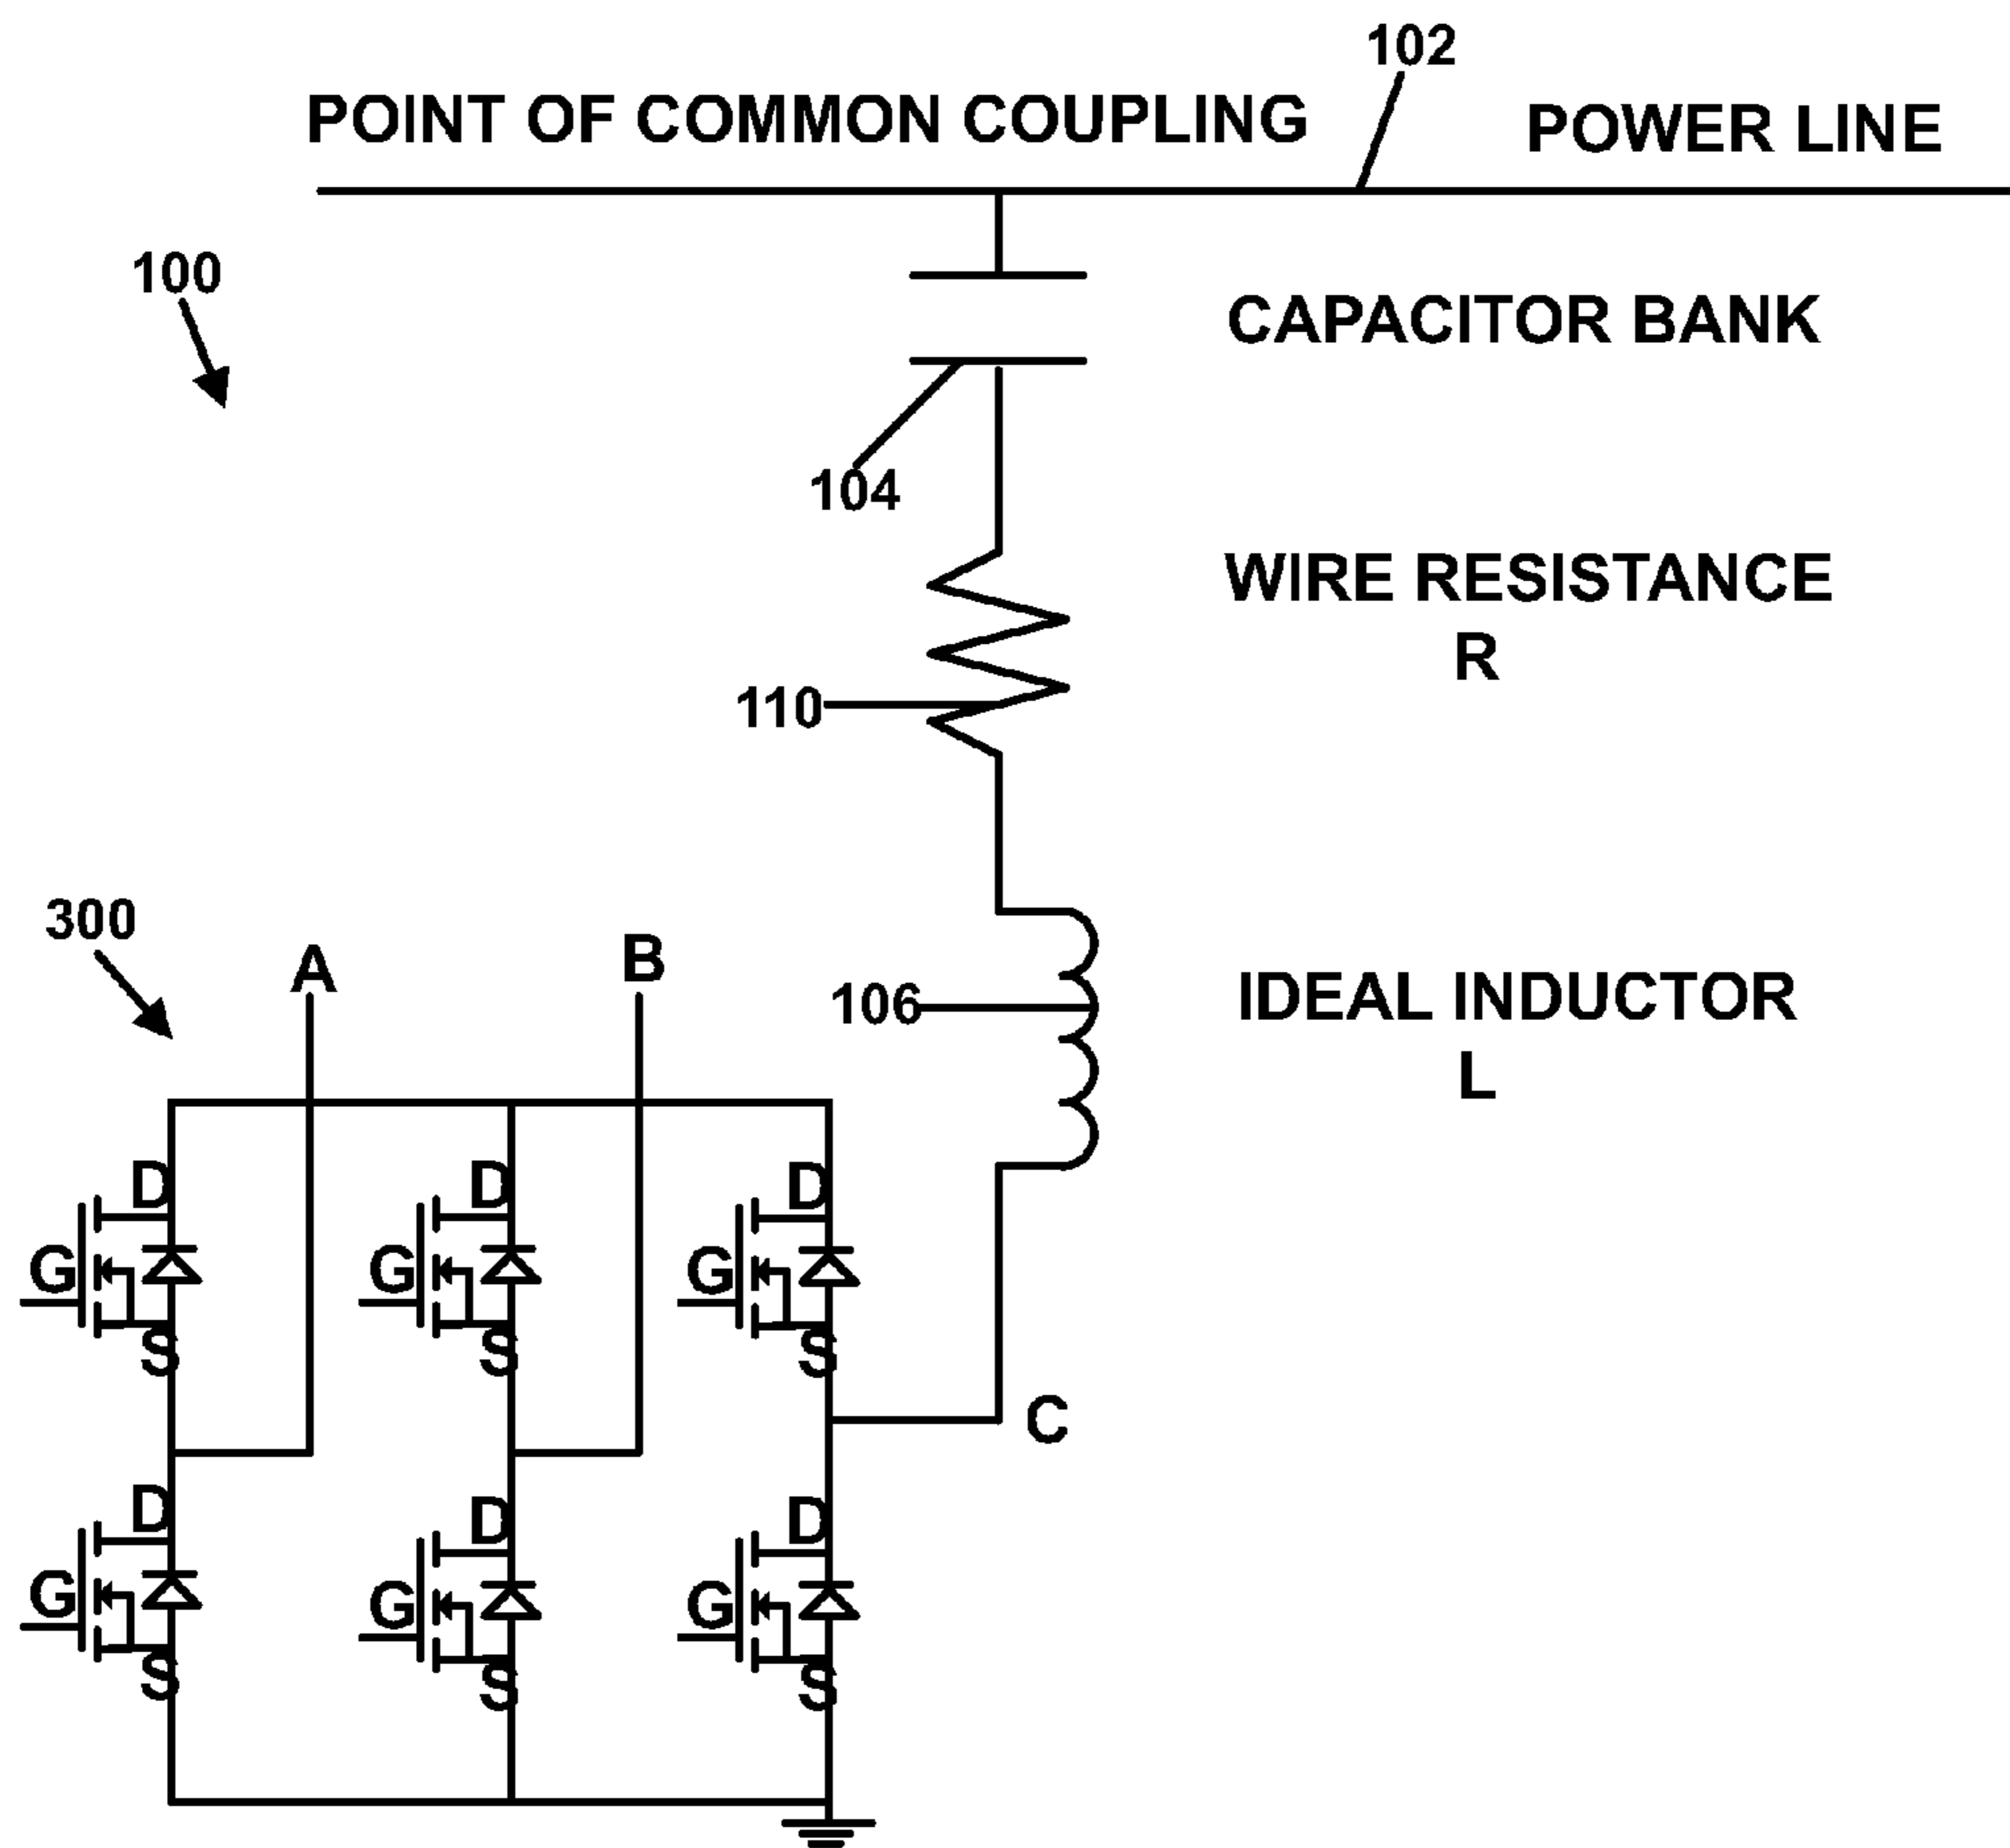 102
POINT OF COMMON COUPLING
POWER LINE
100
CAPACITOR BANK
104
WIRE RESISTANCE
R
110
300
A
B
106
IDEAL INDUCTOR
L
D
D
D
G
G
G
S
S
S
C
D
D
D
G
G
G
S
S
S